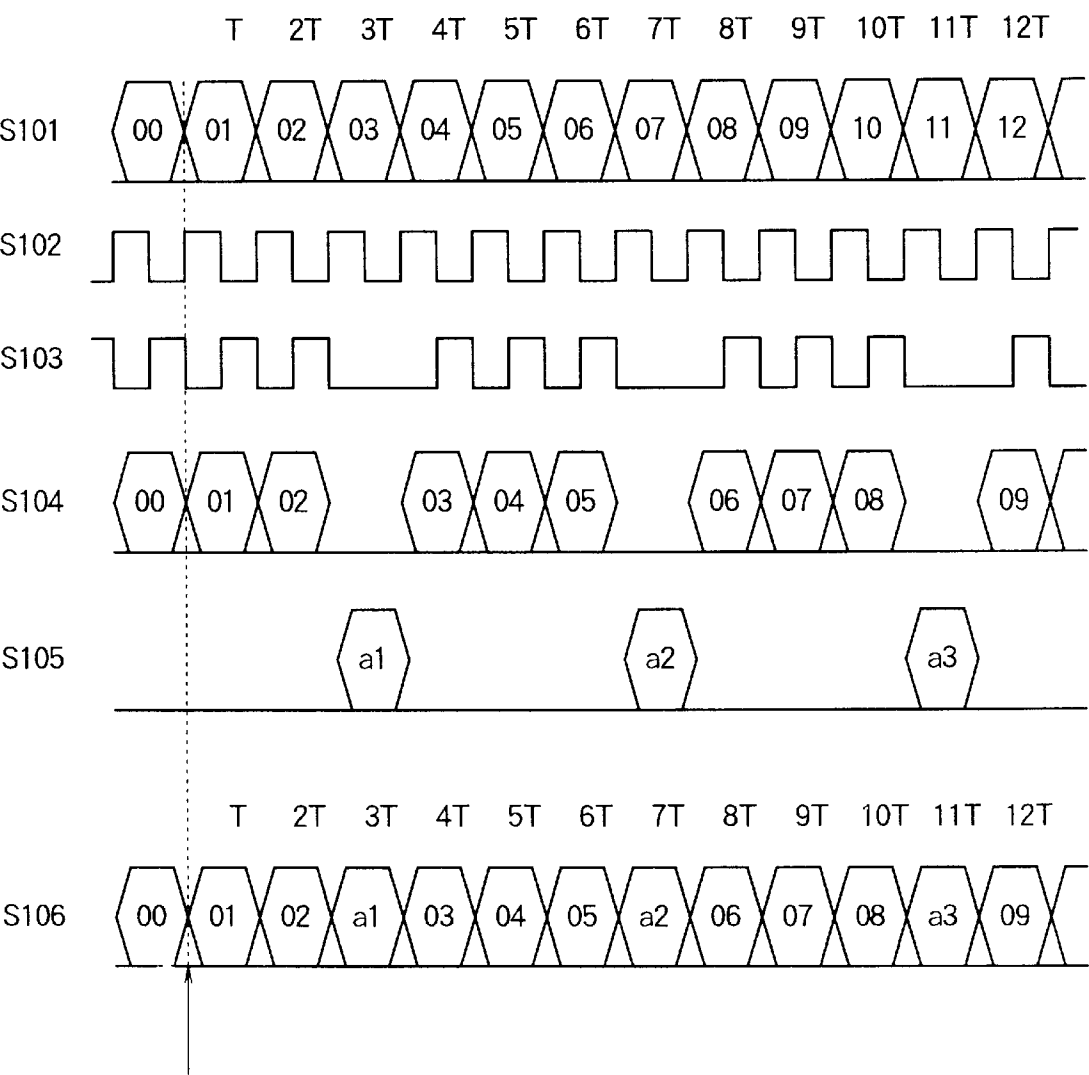 T 2T 3T 4T 5T 6T 7T 8T 9T 10T 11T 12T
S101 00 01 02 03 04 05 06 07 08 09 10 11 12
S102
S103
S104 00 01 02 03 04 05 06 07 08 09
S105 a1 a2 a3
T 2T 3T 4T 5T 6T 7T 8T 9T 10T 11T 12T
S106 00 01 02 a1 03 04 05 a2 06 07 08 a3 09